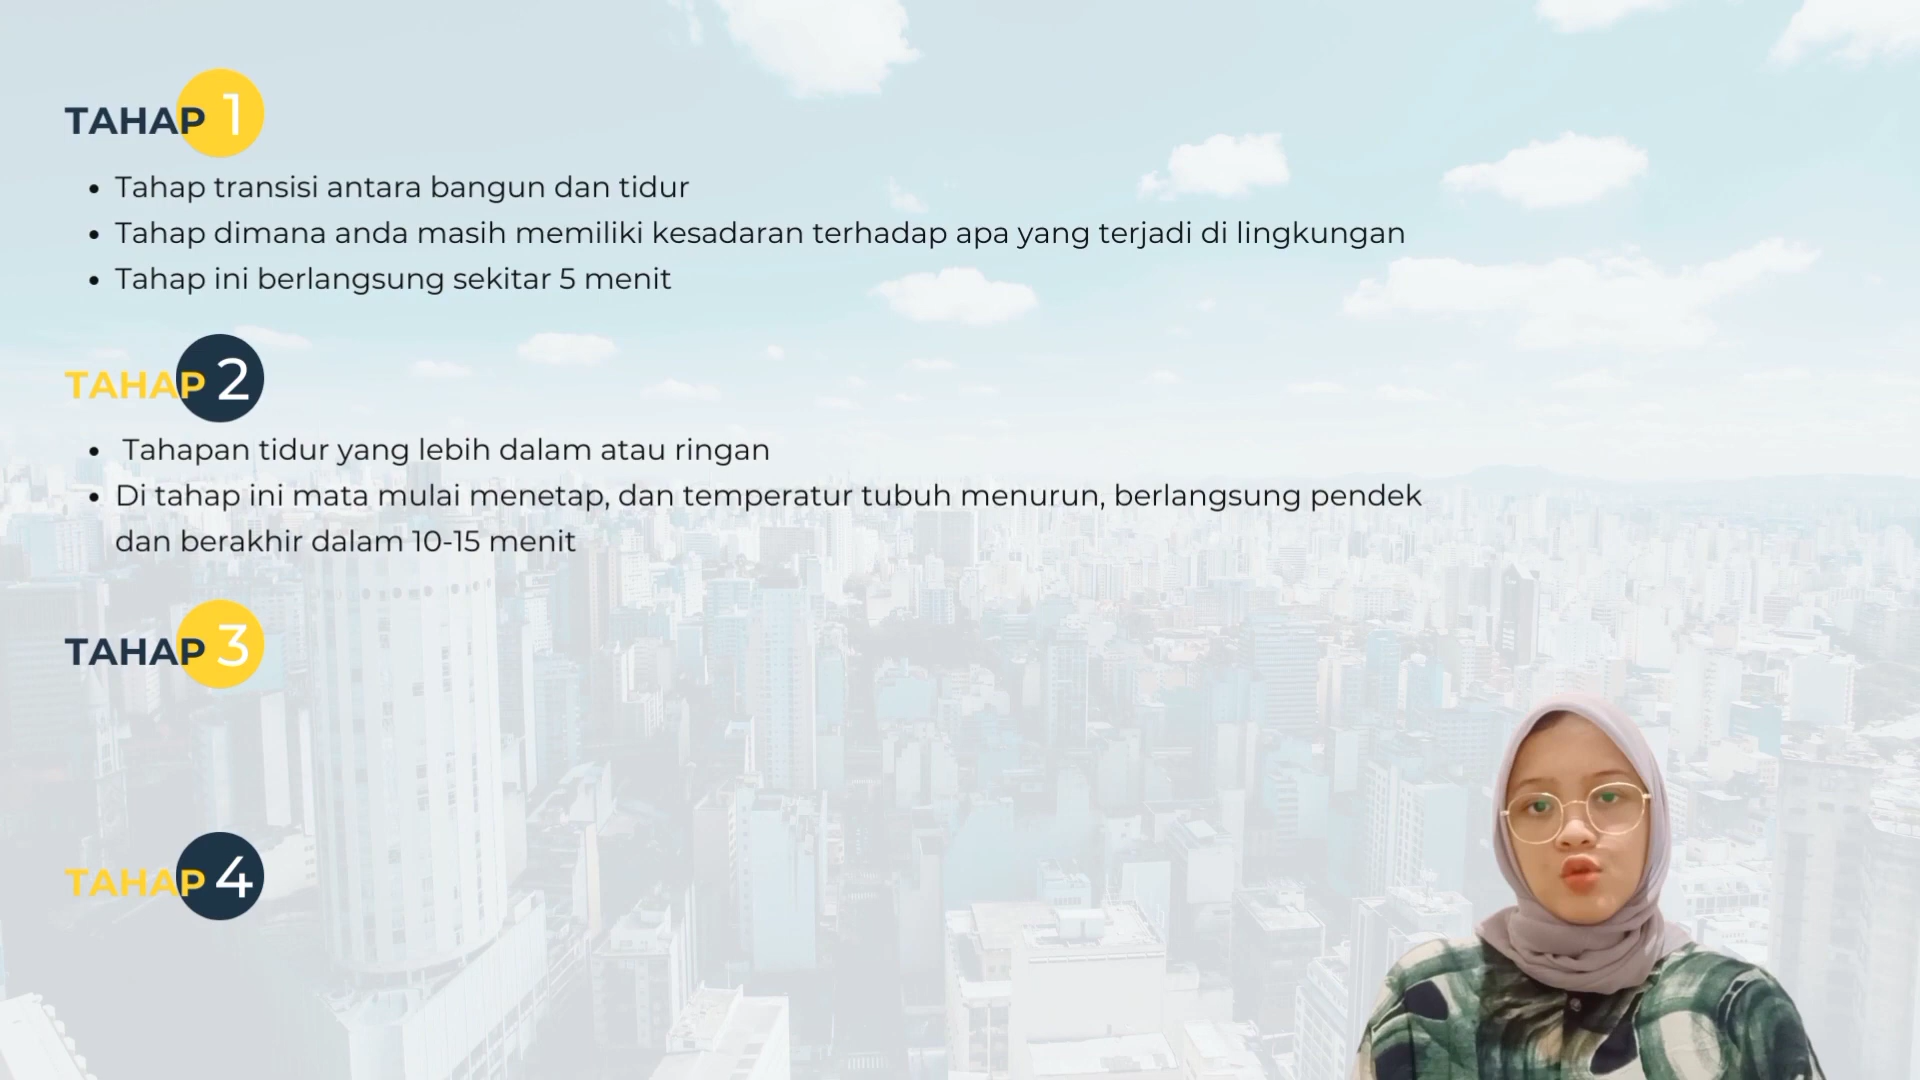 TAHAP 1
• Tahap transisi antara bangun dan tidur
• Tahap dimana anda masih memiliki kesadaran terhadap apa yang terjadi di lingkungan
• Tahap ini berlangsung sekitar 5 menit
TAHAP 2
• Tahapan tidur yang lebih dalam atau ringan
• Di tahap ini mata mulai menetap, dan temperatur tubuh menurun, berlangsung pendek
dan berakhir dalam 10-15 menit
TAHAP 3
TAHAP 4